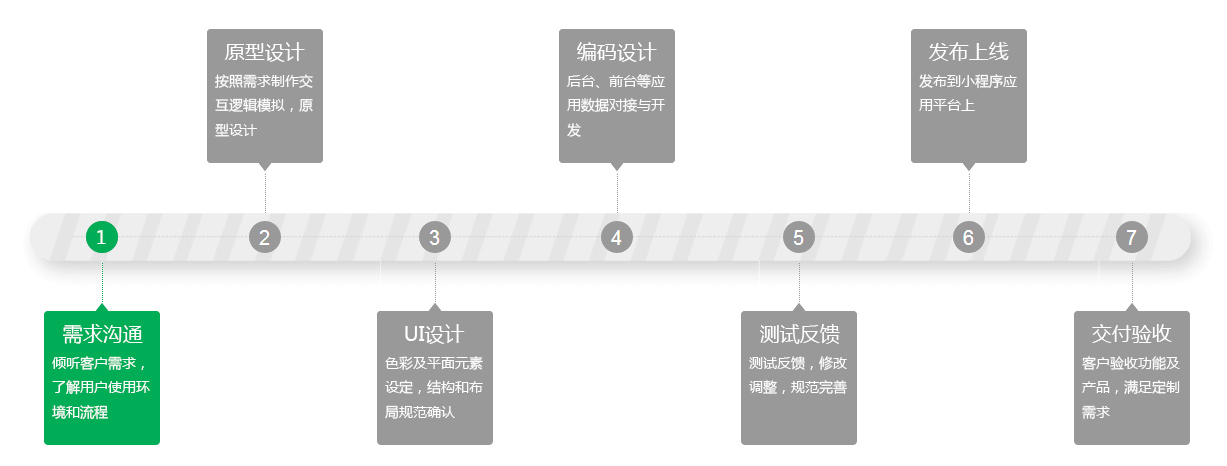 原型设计
按照需求制作交
互逻辑模拟，原
型设计
编码设计
后台、前台等应
用数据对接与开
发
发布上线
发布到小程序应
用平台上
1
2
3
4
5
6
7
需求沟通
倾听客户需求，
了解用户使用环
境和流程
UI设计
色彩及平面元素
设定，结构和布
局规范确认
测试反馈
测试反馈，修改
调整，规范完善
交付验收
客户验收功能及
产品，满足定制
需求